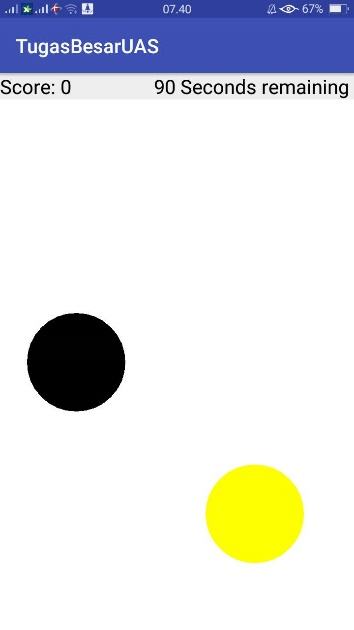 07.40 67%
TugasBesarUAS
Score: 0 90 Seconds remaining